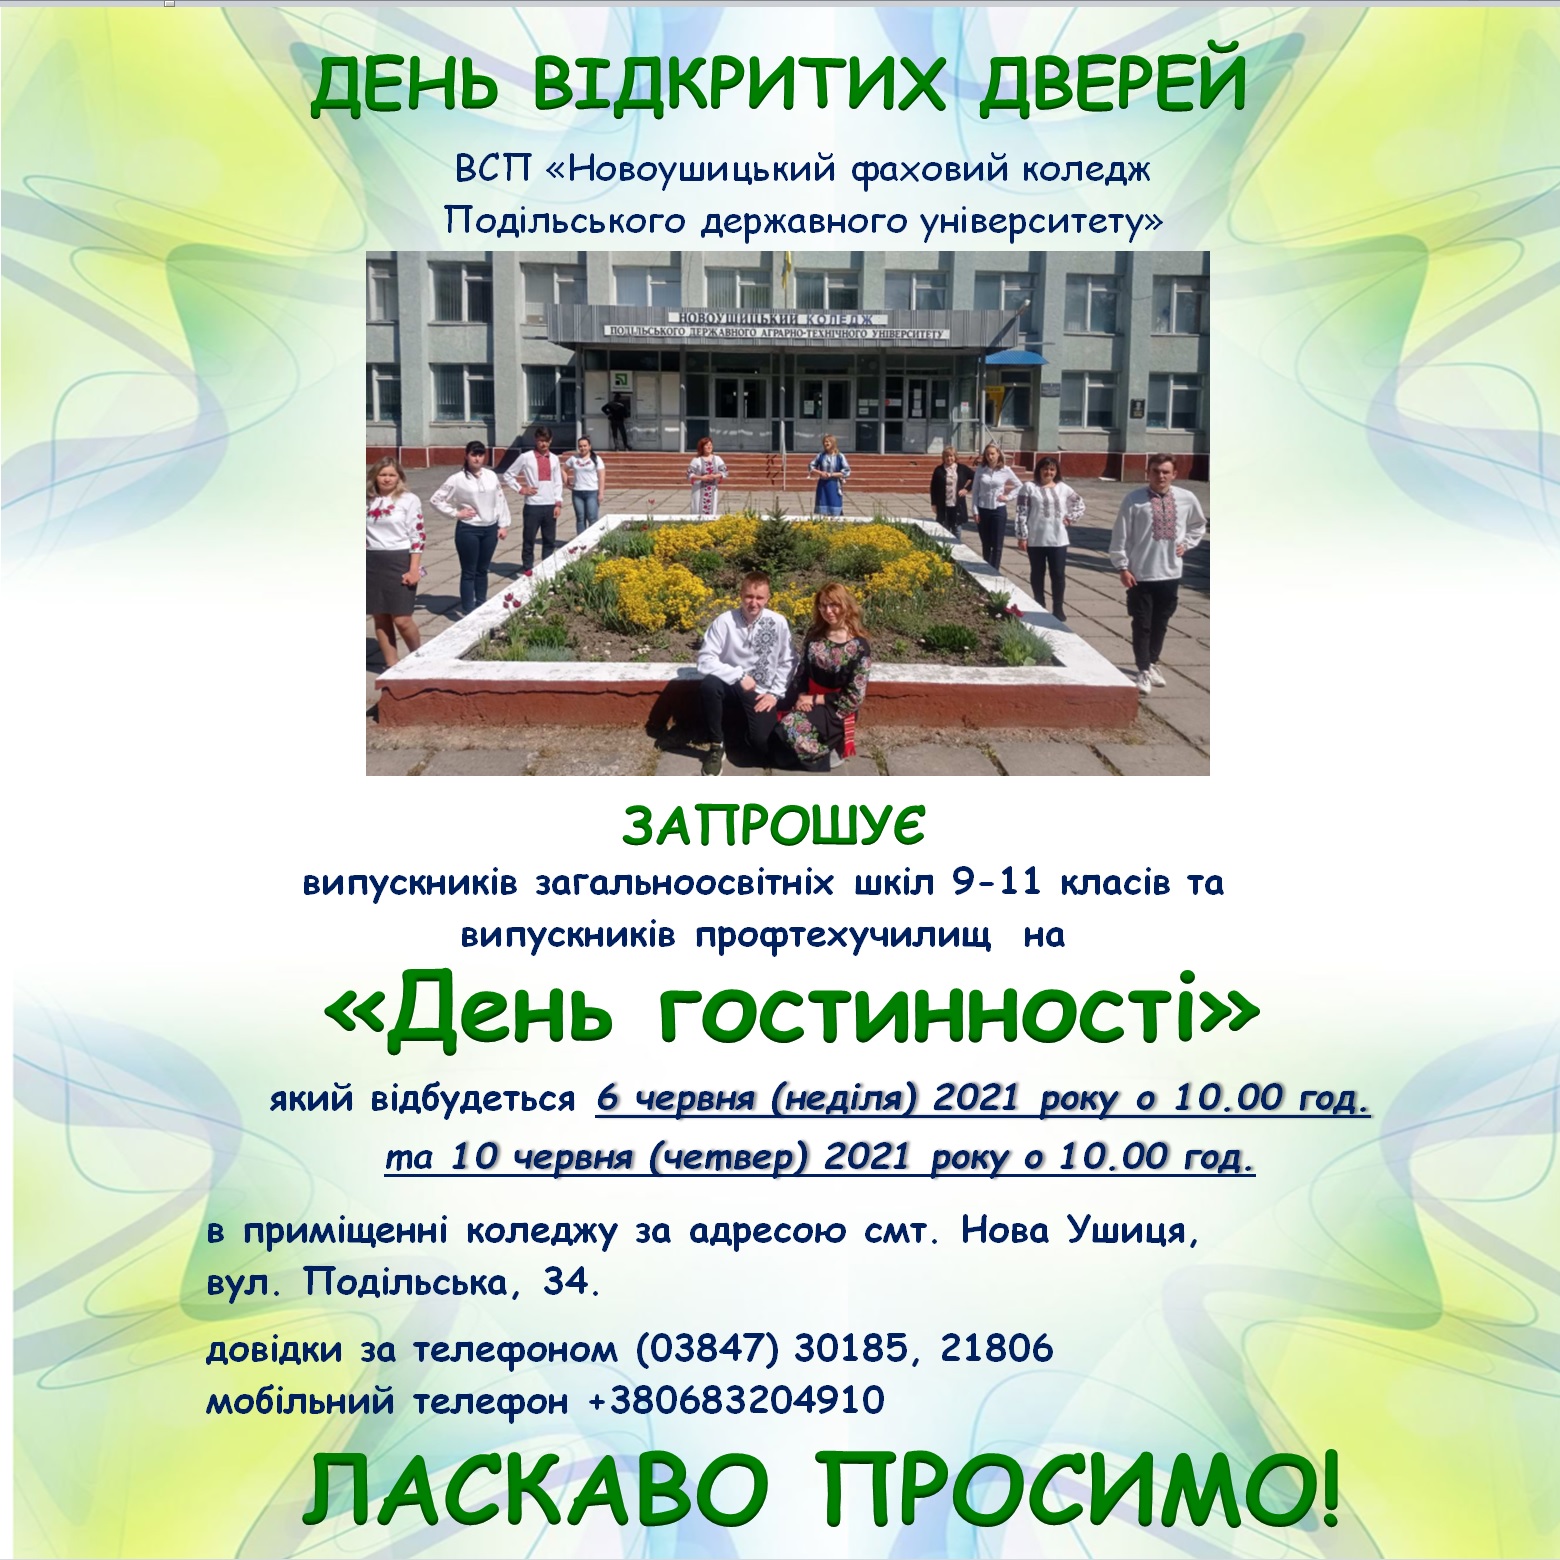 ДЕНЬ ВІДКРИТИХ ДВЕРЕЙ
ВСП «Новоушицький фаховий коледж
Подільського державного університету»
НОВОУШИЦЬКИЙ КОЛЕДЖ
ПОДІЛЬСЬКОГО ДЕРЖАВНОГО АГРАРНО-ТЕХНІЧНОГО УНІВЕРСИТЕТУ
ЗАПРОШУЄ
випускників загальноосвітніх шкіл 9-11 класів та
випускників профтехучилищ на
«День гостинності»
який відбудеться 6 червня (неділя) 2021 року о 10.00 год.
та 10 червня (четвер) 2021 року о 10.00 год.
в приміщенні коледжу за адресою смт. Нова Ушиця,
вул. Подільська, 34.
довідки за телефоном (03847) 30185, 21806
мобільний телефон +380683204910
ЛАСКАВО ПРОСИМО!